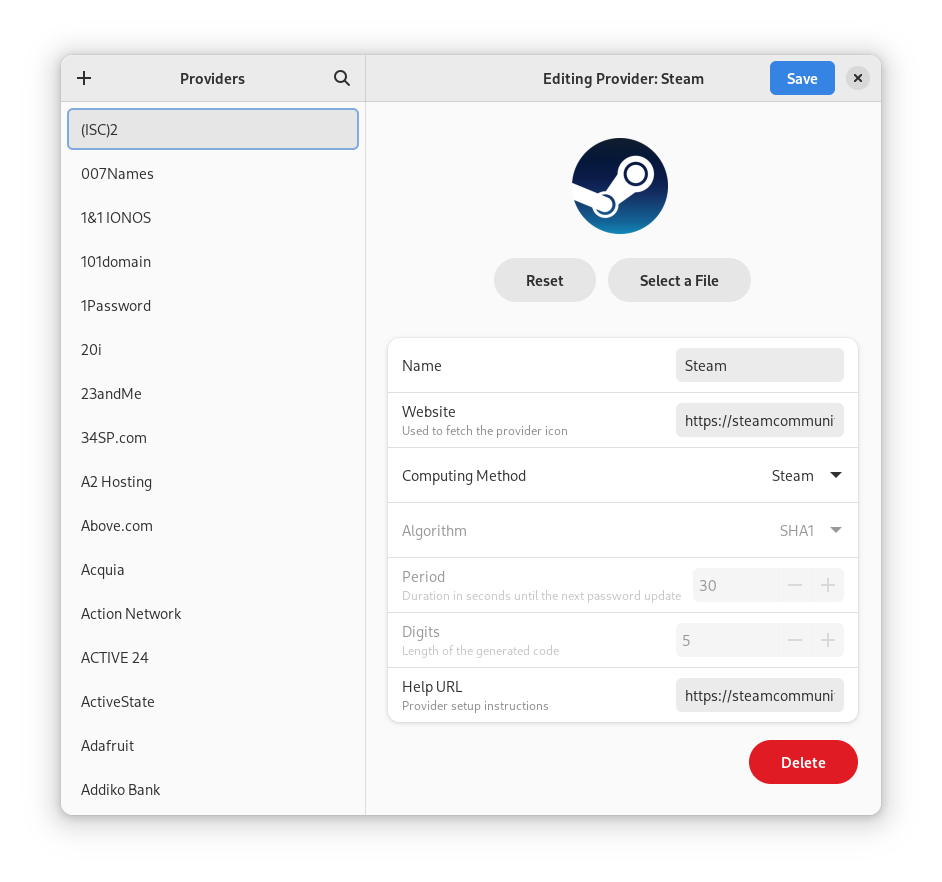 Providers
(ISC)2
007Names
1&1 IONOS
101domain
1Password
20i
23andMe
34SP.com
A2 Hosting
Above.com
Acquia
Action Network
ACTIVE 24
ActiveState
Adafruit
Addiko Bank
Editing Provider: Steam
Save
Reset
Select a File
Name
Steam
Website
Used to fetch the provider icon
https://steamcommuni
Computing Method
Steam
Algorithm
SHA1
Period
Duration in seconds until the next password update
30
Digits
Length of the generated code
5
Help URL
Provider setup instructions
https://steamcommuni
Delete